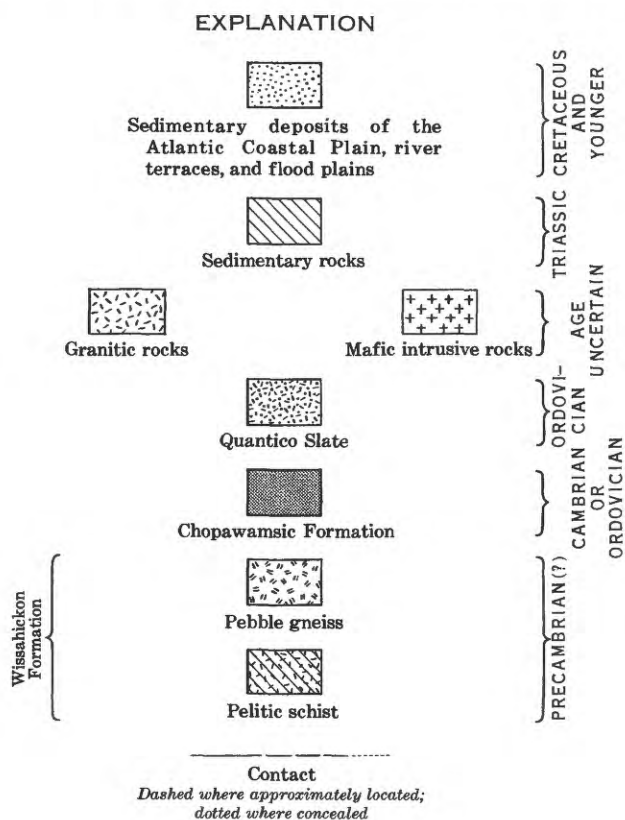 EXPLANATION
Sedimentary deposits of the
Atlantic Coastal Plain, river
terraces, and flood plains
CRETACEOUS
AND
YOUNGER
Sedimentary rocks
TRIASSIC
Granitic rocks
Mafic intrusive rocks
AGE
UNCERTAIN
Quantico Slate
ORDOVI-
CIAN
Chopawamsic Formation
CAMBRIAN
OR
ORDOVICIAN
Wissahickon
Formation
Pebble gneiss
Pelitic schist
PRECAMBRIAN(?)
Contact
Dashed where approximately located;
dotted where concealed